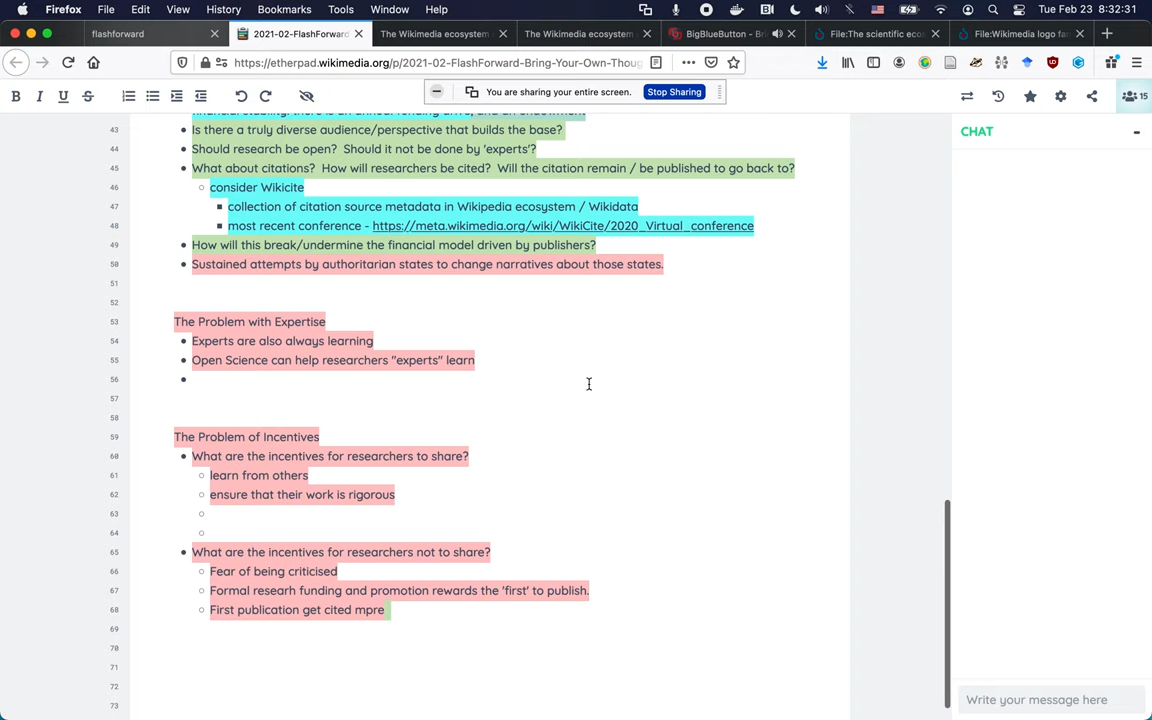 Firefox File Edit View History Bookmarks Tools Window Help Tue Feb 23 8:32:31
flashforward
2021-02-FlashForward
The Wikimedia ecosystem
The Wikimedia ecosystem
BigBlueButton - Br
File:The scientific eco
File:Wikimedia logo fa
https://etherpad.wikimedia.org/p/2021-02-FlashForward-Bring-Your-Own-Thou
You are sharing your entire screen. Stop Sharing
15
CHAT
43 Is there a truly diverse audience/perspective that builds the base?
44 Should research be open? Should it not be done by 'experts'?
45 What about citations? How will researchers be cited? Will the citation remain / be published to go back to?
46 consider Wikicite
47 collection of citation source metadata in Wikipedia ecosystem / Wikidata
48 most recent conference - https://meta.wikimedia.org/wiki/WikiCite/2020_Virtual_conference
49 How will this break/undermine the financial model driven by publishers?
50 Sustained attempts by authoritarian states to change narratives about those states.
51
52
53 The Problem with Expertise
54 Experts are also always learning
55 Open Science can help researchers "experts" learn
56
57
58
59 The Problem of Incentives
60 What are the incentives for researchers to share?
61 learn from others
62 ensure that their work is rigorous
63
64
65 What are the incentives for researchers not to share?
66 Fear of being criticised
67 Formal researh funding and promotion rewards the 'first' to publish.
68 First publication get cited mpre
69
70
71
72
73
Write your message here